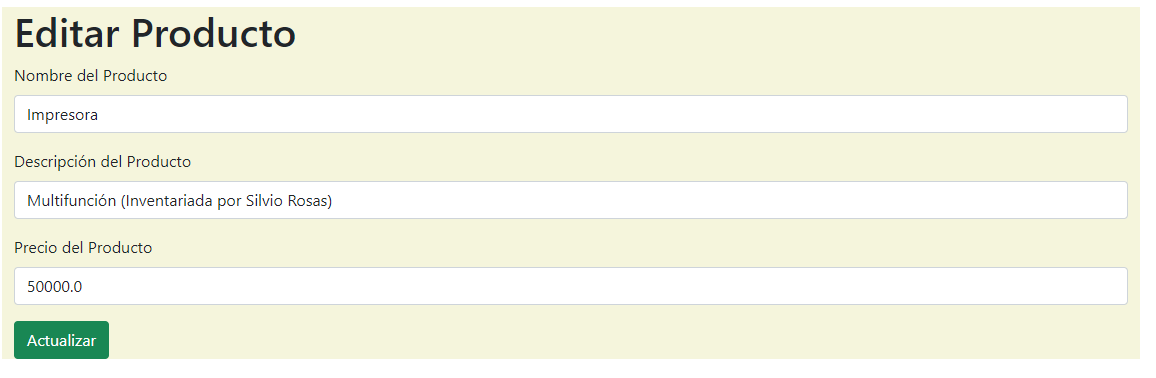 Editar Producto
Nombre del Producto
Impresora
Descripción del Producto
Multifunción (Inventariada por Silvio Rosas)
Precio del Producto
50000.0
Actualizar